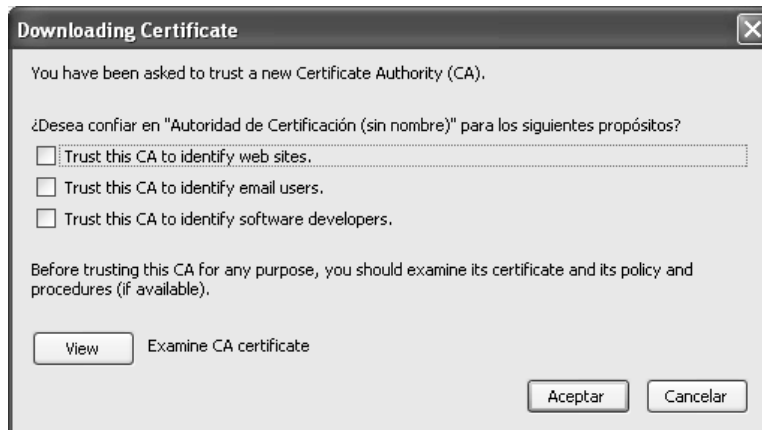 Downloading Certificate
You have been asked to trust a new Certificate Authority (CA).
¿Desea confiar en "Autoridad de Certificación (sin nombre)" para los siguientes propósitos?
Trust this CA to identify web sites.
Trust this CA to identify email users.
Trust this CA to identify software developers.
Before trusting this CA for any purpose, you should examine its certificate and its policy and
procedures (if available).
View Examine CA certificate
Aceptar Cancelar